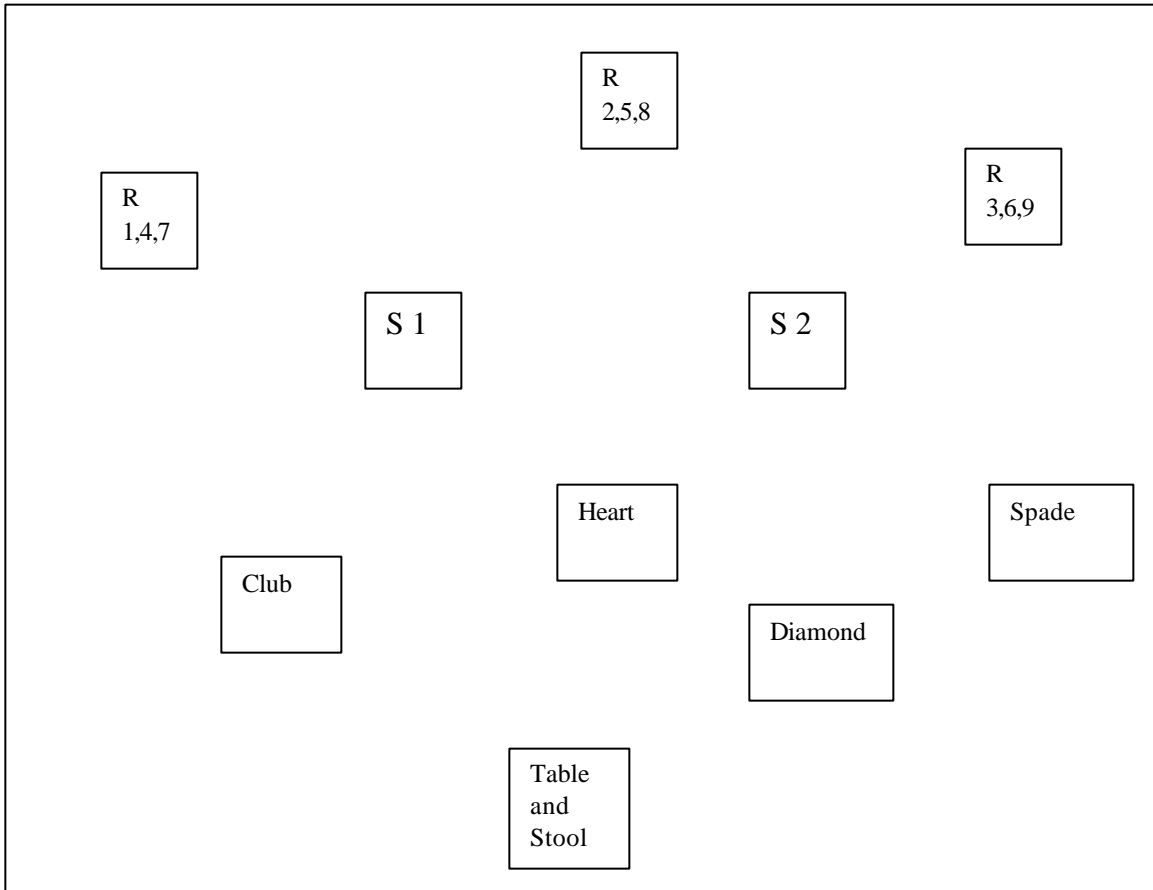 R
2,5,8
R
3,6,9
R
1,4,7
S 1
S 2
Heart
Spade
Club
Diamond
Table
and
Stool